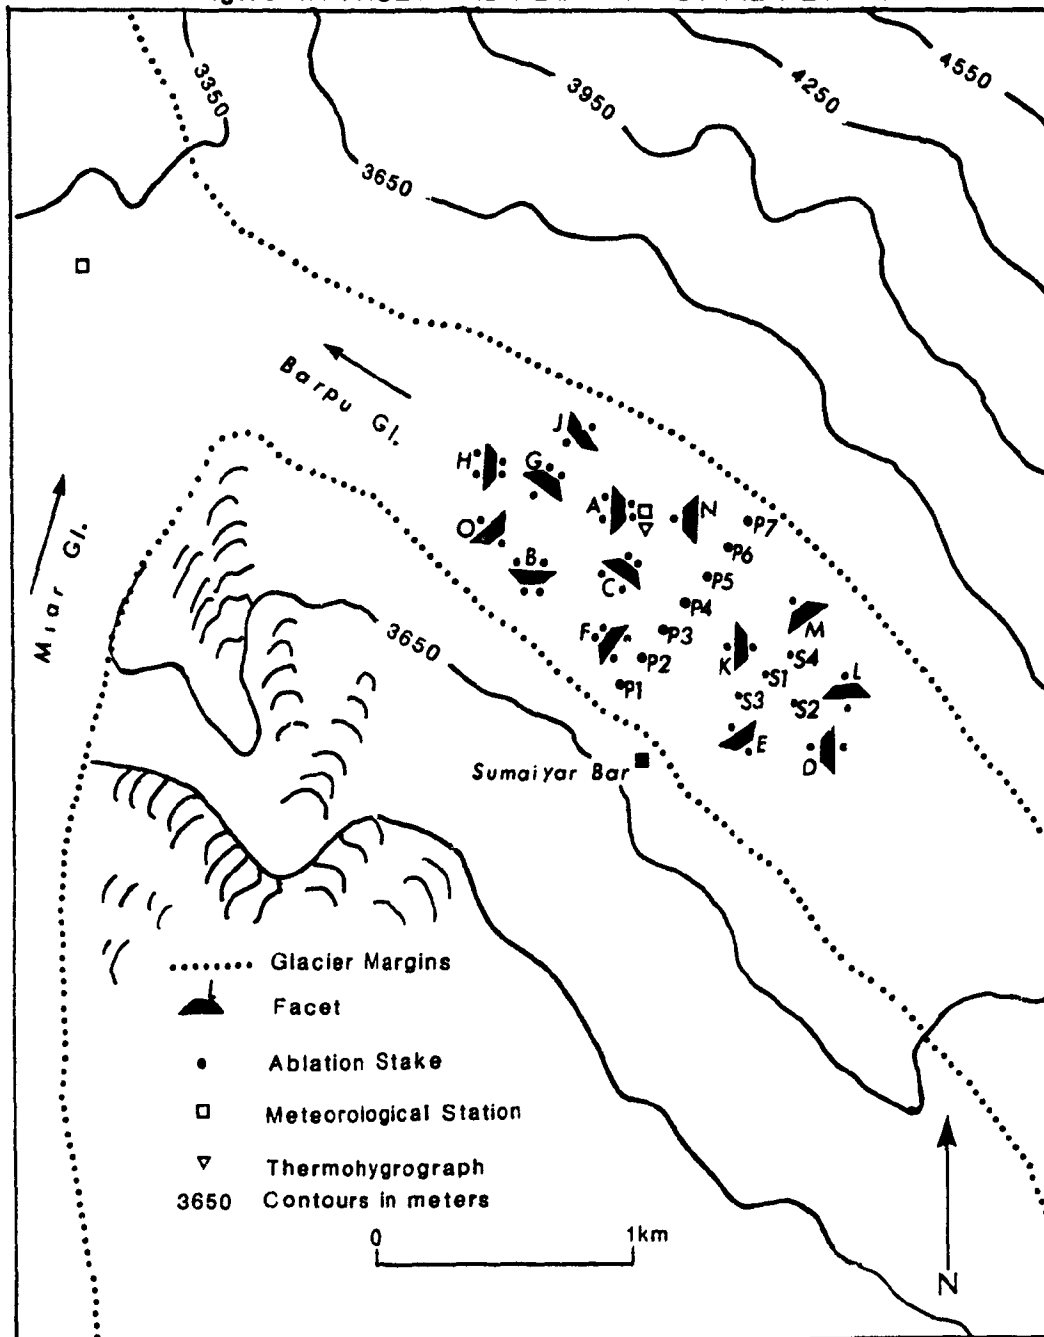 4550
4250
3950
3350
3650
Barpu Gl.
Miar Gl.
J
H
G
A
N
O
P7
B
P6
C
P5
P4
M
F
P3
K
S4
P2
S1
L
P1
S3
S2
E
D
3650
Sumaiyar Bar
Glacier Margins
Facet
Ablation Stake
Meteorological Station
Thermohygrograph
3650 Contours in meters
0 1km
N